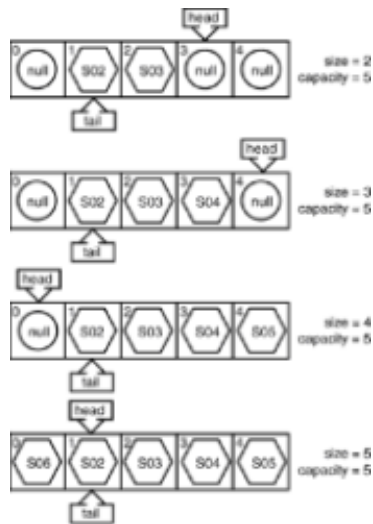 head
0 1 2 3 4
null S02 S03 null null
size = 2
capacity = 5
tail
head
0 1 2 3 4
null S02 S03 S04 null
size = 3
capacity = 5
tail
head
0 1 2 3 4
null S02 S03 S04 S05
size = 4
capacity = 5
tail
head
0 1 2 3 4
S06 S02 S03 S04 S05
size = 5
capacity = 5
tail